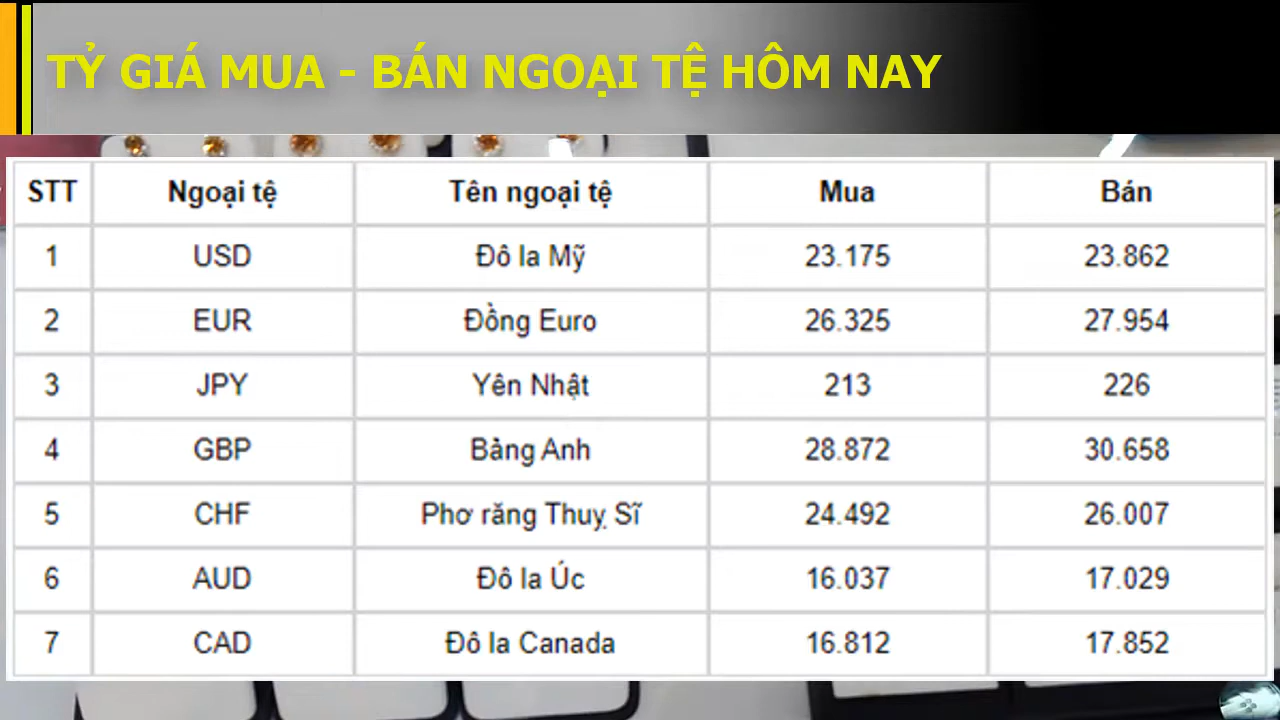 TỶ GIÁ MUA - BÁN NGOẠI TỆ HÔM NAY
STT Ngoại tệ Tên ngoại tệ Mua Bán
1 USD Đô la Mỹ 23.175 23.862
2 EUR Đồng Euro 26.325 27.954
3 JPY Yên Nhật 213 226
4 GBP Bảng Anh 28.872 30.658
5 CHF Phơ răng Thuỵ Sĩ 24.492 26.007
6 AUD Đô la Úc 16.037 17.029
7 CAD Đô la Canada 16.812 17.852